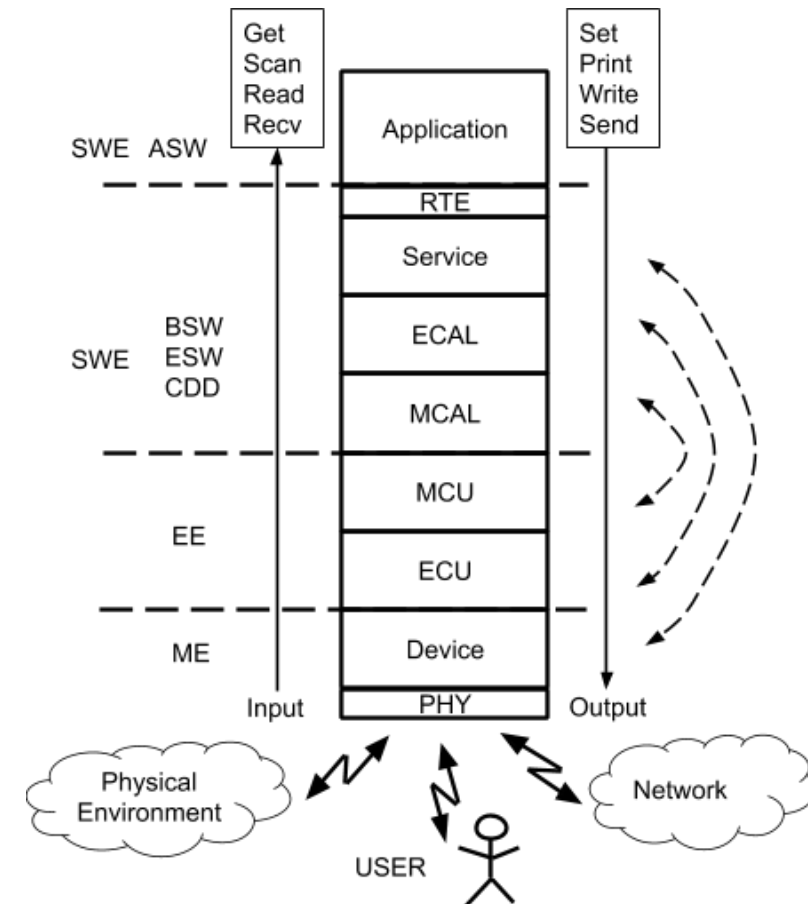 Get
Scan
Read
Recv
Set
Print
Write
Send
Application
SWE ASW
RTE
Service
BSW
ESW
CDD
SWE
ECAL
MCAL
MCU
EE
ECU
ME
Device
Input
PHY
Output
Physical
Environment
Network
USER